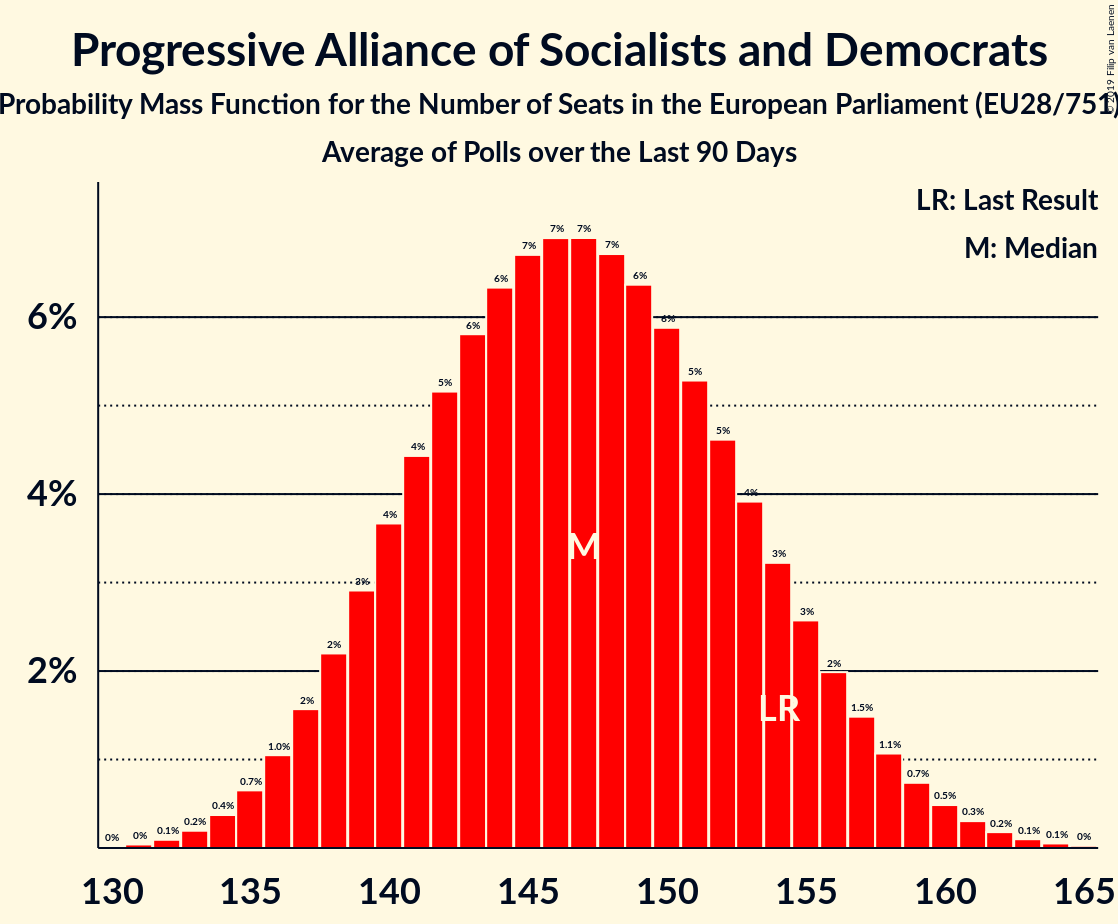 Progressive Alliance of Socialists and Democrats
Probability Mass Function for the Number of Seats in the European Parliament (EU28/751)
Average of Polls over the Last 90 Days
© 2019 Filip van Laenen
LR: Last Result
M: Median
6%
4%
2%
0% 0% 0.1% 0.2% 0.4% 0.7% 1.0% 2% 2% 3% 4% 4% 5% 6% 6% 7% 7% 7% 7% 6% 6% 5% 5% 4% 3% 3% 2% 1.5% 1.1% 0.7% 0.5% 0.3% 0.2% 0.1% 0.1% 0%
M
LR
130 135 140 145 150 155 160 165